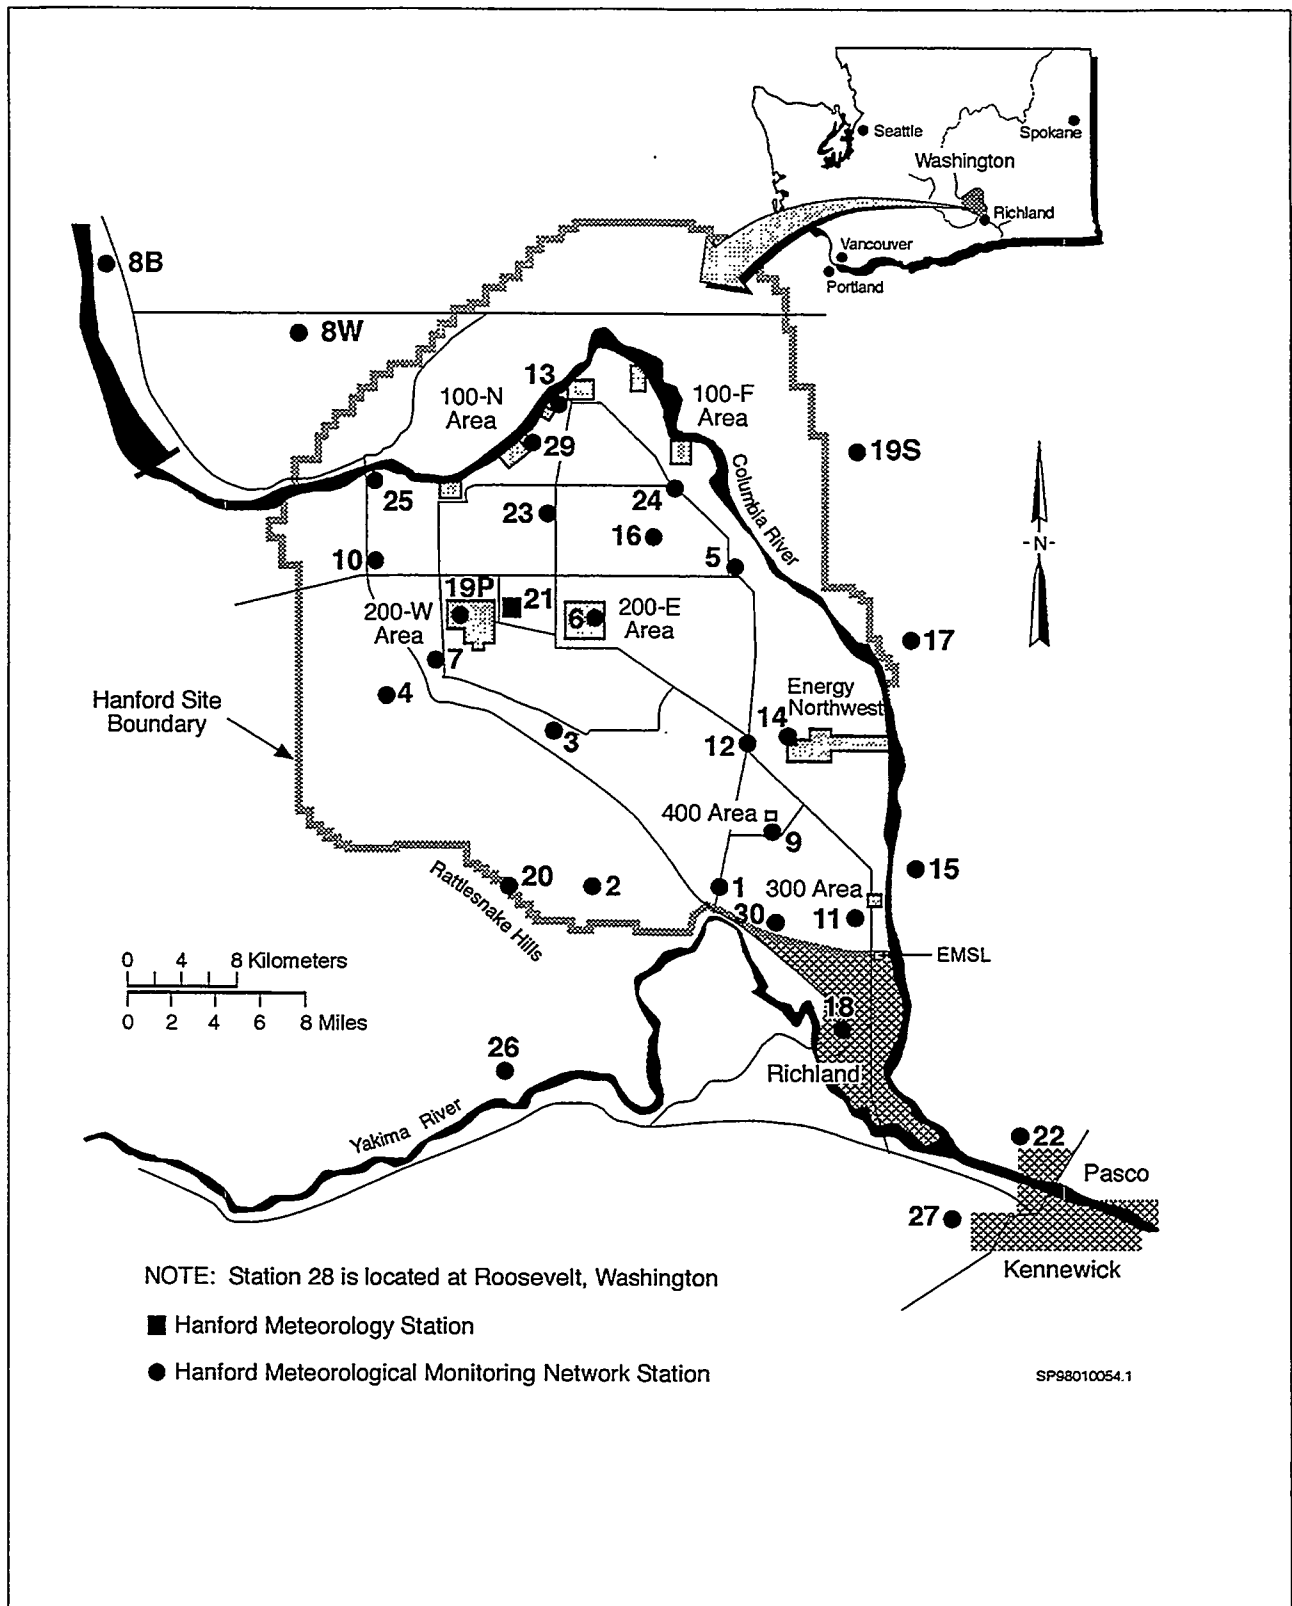 Seattle
Spokane
Washington
Richland
Vancouver
Portland
8B
8W
13
100-N
Area
100-F
Area
29
19S
Columbia River
25
24
23
16
-N-
10
5
19P
21
200-W
Area
6
200-E
Area
17
7
4
Hanford Site
Boundary
Energy
Northwest
14
3
12
400 Area
9
Rattlesnake Hills
20
2
1
300 Area
15
30
11
EMSL
0 4 8 Kilometers
0 2 4 6 8 Miles
18
26
Richland
Yakima River
22
Pasco
27
Kennewick
NOTE: Station 28 is located at Roosevelt, Washington
Hanford Meteorology Station
Hanford Meteorological Monitoring Network Station
SP98010054.1